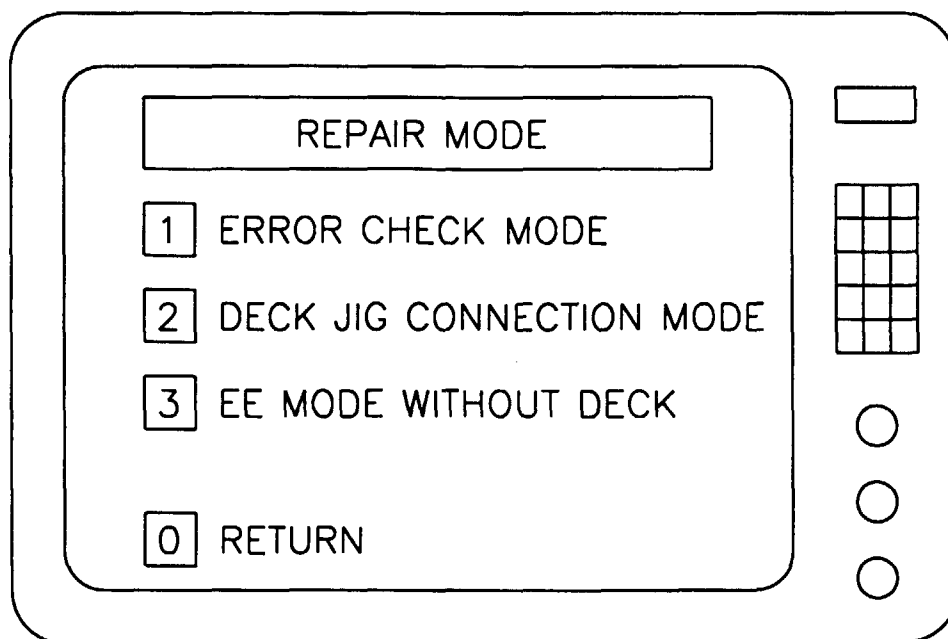 REPAIR MODE
1 ERROR CHECK MODE
2 DECK JIG CONNECTION MODE
3 EE MODE WITHOUT DECK
0 RETURN